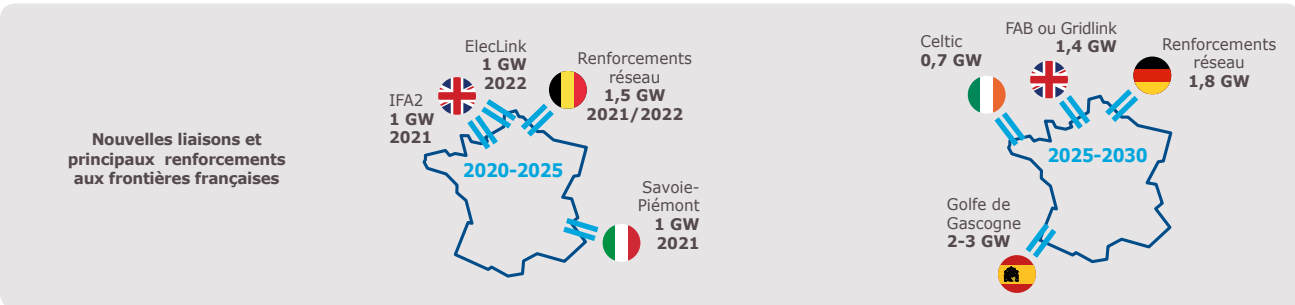 Nouvelles liaisons et
principaux renforcements
aux frontières françaises
ElecLink
1 GW
2022
Renforcements
réseau
1,5 GW
2021/2022
IFA2
1 GW
2021
2020-2025
Savoie-
Piémont
1 GW
2021
Celtic
0,7 GW
FAB ou Gridlink
1,4 GW
Renforcements
réseau
1,8 GW
2025-2030
Golfe de
Gascogne
2-3 GW